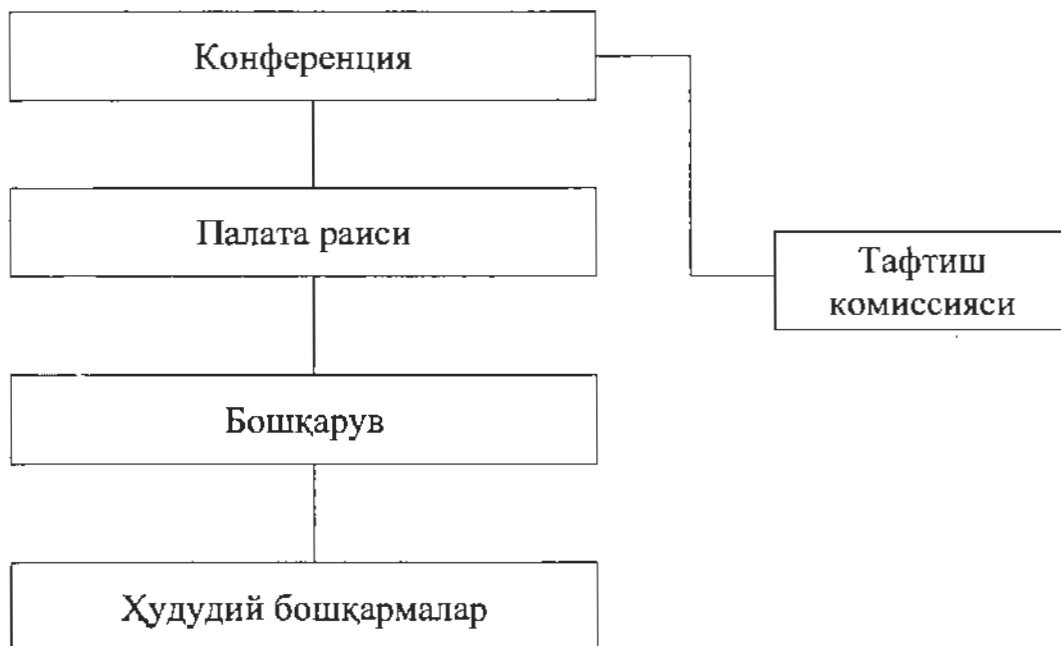 Конференция
Палата раиси
Тафтиш
комиссияси
Бошқарув
Ҳудудий бошқармалар